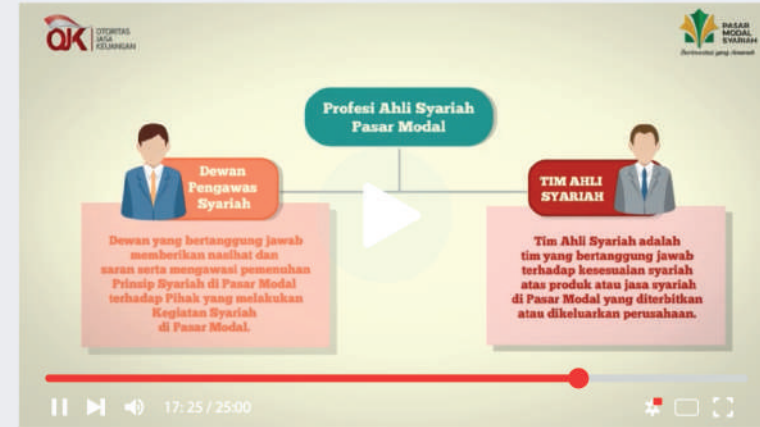 OJK
OTORITAS
JASA
KEUANGAN
PASAR
MODAL
SYARIAH
Berinvestasi yang Amanah
Profesi Ahli Syariah
Pasar Modal
Dewan
Pengawas
Syariah
TIM AHLI
SYARIAH
Dewan yang bertanggung jawab
memberikan nasihat dan
saran serta mengawasi pemenuhan
Prinsip Syariah di Pasar Modal
terhadap Pihak yang melakukan
Kegiatan Syariah
di Pasar Modal.
Tim Ahli Syariah adalah
tim yang bertanggung jawab
terhadap kesesuaian syariah
atas produk atau jasa syariah
di Pasar Modal yang diterbitkan
atau dikeluarkan perusahaan.
17:25 / 25:00